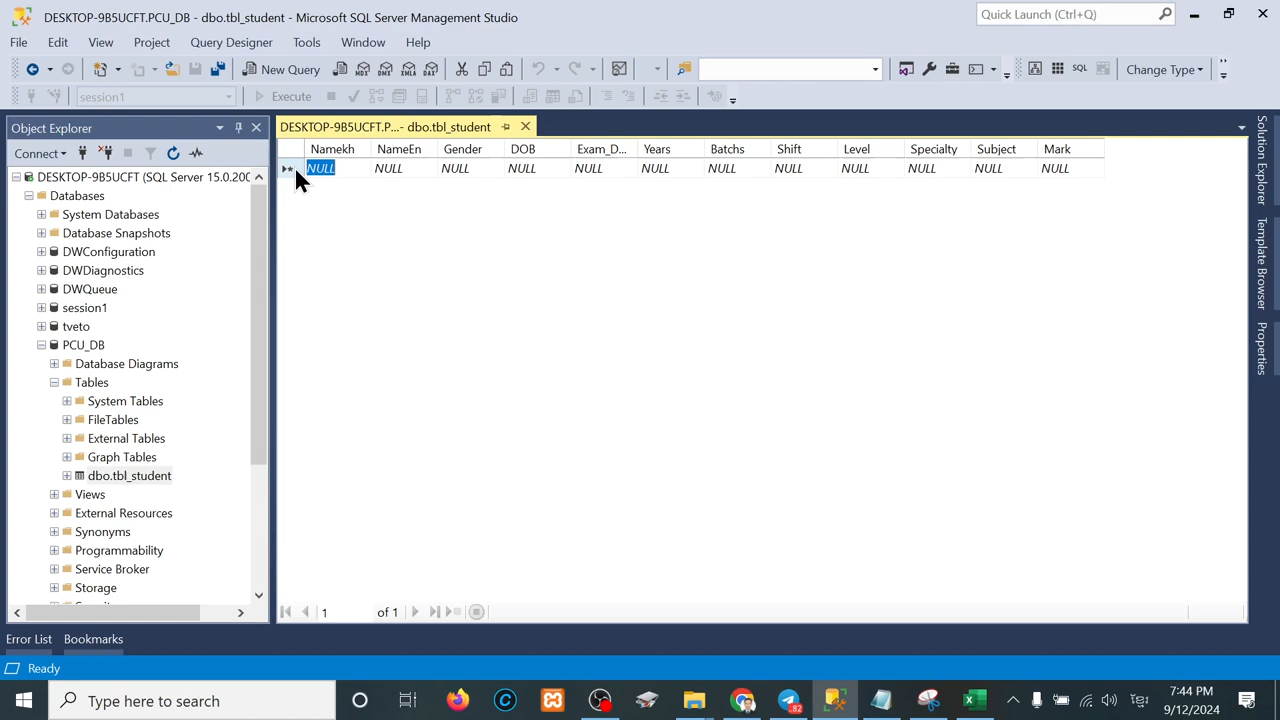 DESKTOP-9B5UCFT.PCU_DB - dbo.tbl_student - Microsoft SQL Server Management Studio
Quick Launch (Ctrl+Q)
File Edit View Project Query Designer Tools Window Help
New Query MDX DMX XMLA DAX SQL Change Type
session1 Execute
Object Explorer
DESKTOP-9B5UCFT.P...- dbo.tbl_student
Connect
Namekh NameEn Gender DOB Exam_D... Years Batchs Shift Level Specialty Subject Mark
NULL NULL NULL NULL NULL NULL NULL NULL NULL NULL NULL NULL
DESKTOP-9B5UCFT (SQL Server 15.0.200
Databases
System Databases
Database Snapshots
DWConfiguration
DWDiagnostics
DWQueue
session1
tveto
PCU_DB
Database Diagrams
Tables
System Tables
FileTables
External Tables
Graph Tables
dbo.tbl_student
Views
External Resources
Synonyms
Programmability
Service Broker
Storage
Solution Explorer
Template Browser
Properties
1 of 1
Error List Bookmarks
Ready
Type here to search
82
7:44 PM
9/12/2024